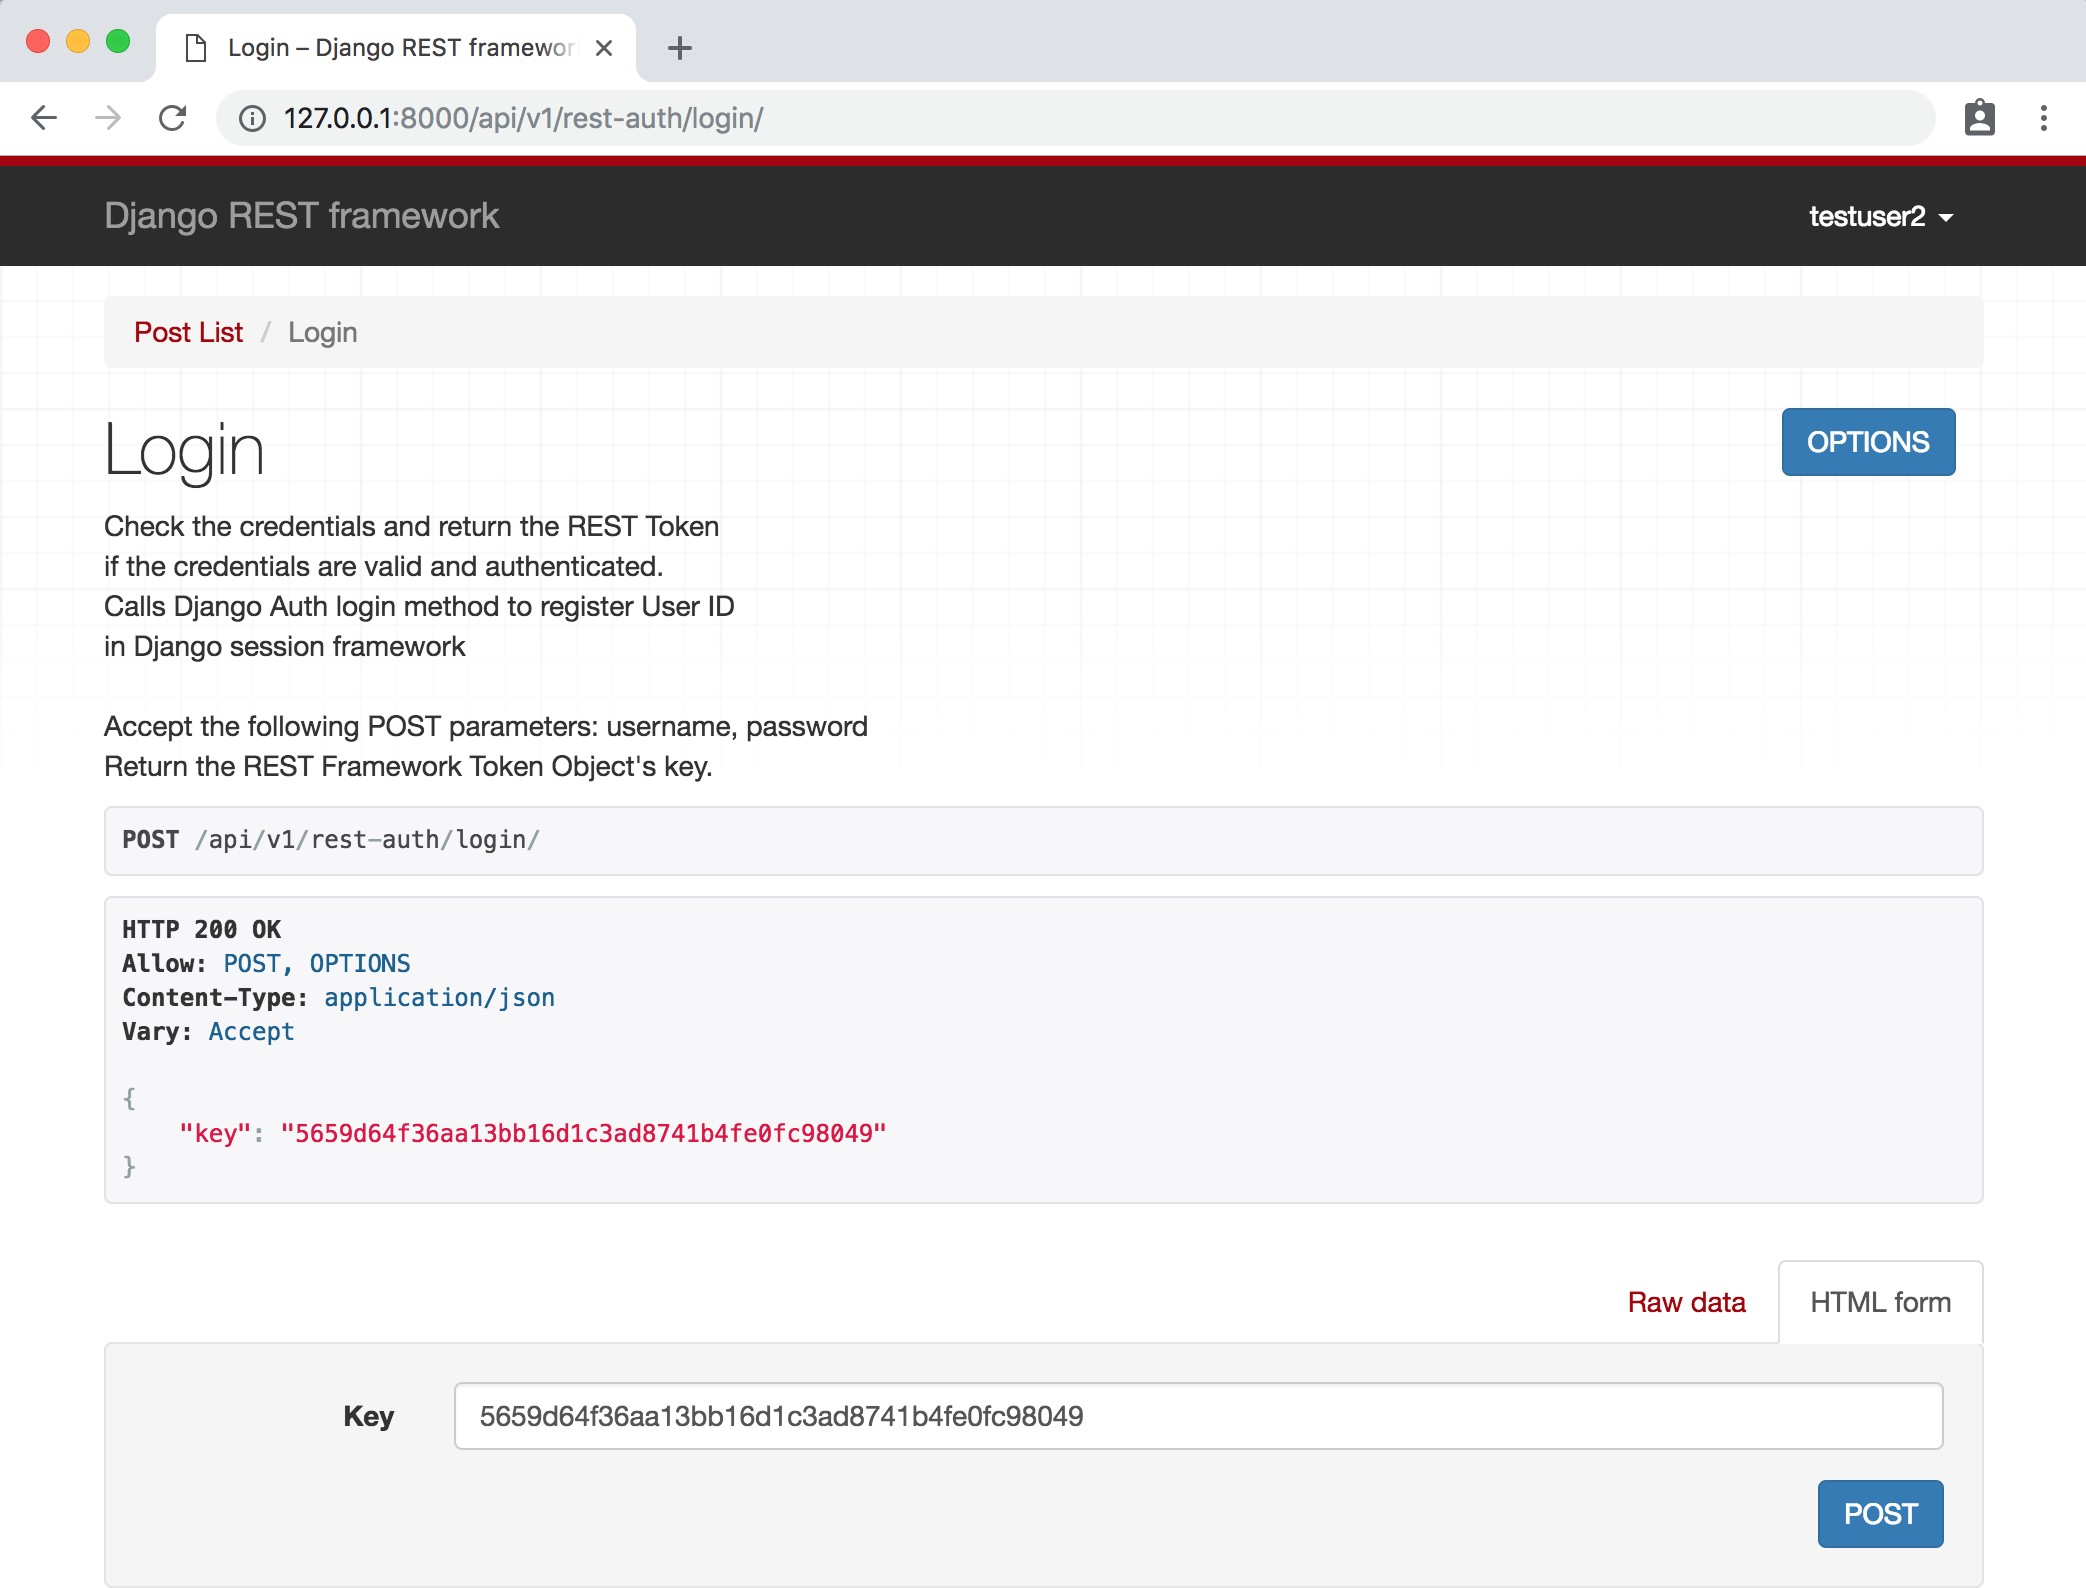 Login – Django REST framewor
127.0.0.1:8000/api/v1/rest-auth/login/
Django REST framework
testuser2
Post List / Login
Login
OPTIONS
Check the credentials and return the REST Token
if the credentials are valid and authenticated.
Calls Django Auth login method to register User ID
in Django session framework
Accept the following POST parameters: username, password
Return the REST Framework Token Object's key.
POST /api/v1/rest-auth/login/
HTTP 200 OK
Allow: POST, OPTIONS
Content-Type: application/json
Vary: Accept
{
"key": "5659d64f36aa13bb16d1c3ad8741b4fe0fc98049"
}
Raw data
HTML form
Key
5659d64f36aa13bb16d1c3ad8741b4fe0fc98049
POST